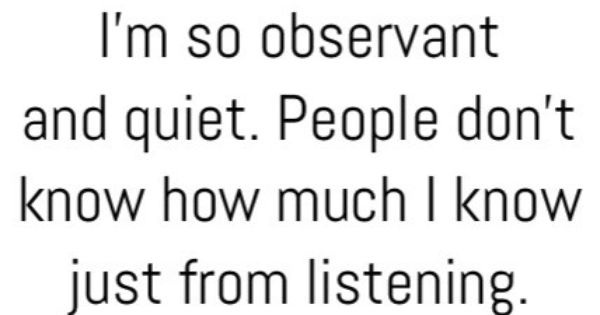 I'm so observant
and quiet. People don't
know how much I know
just from listening.